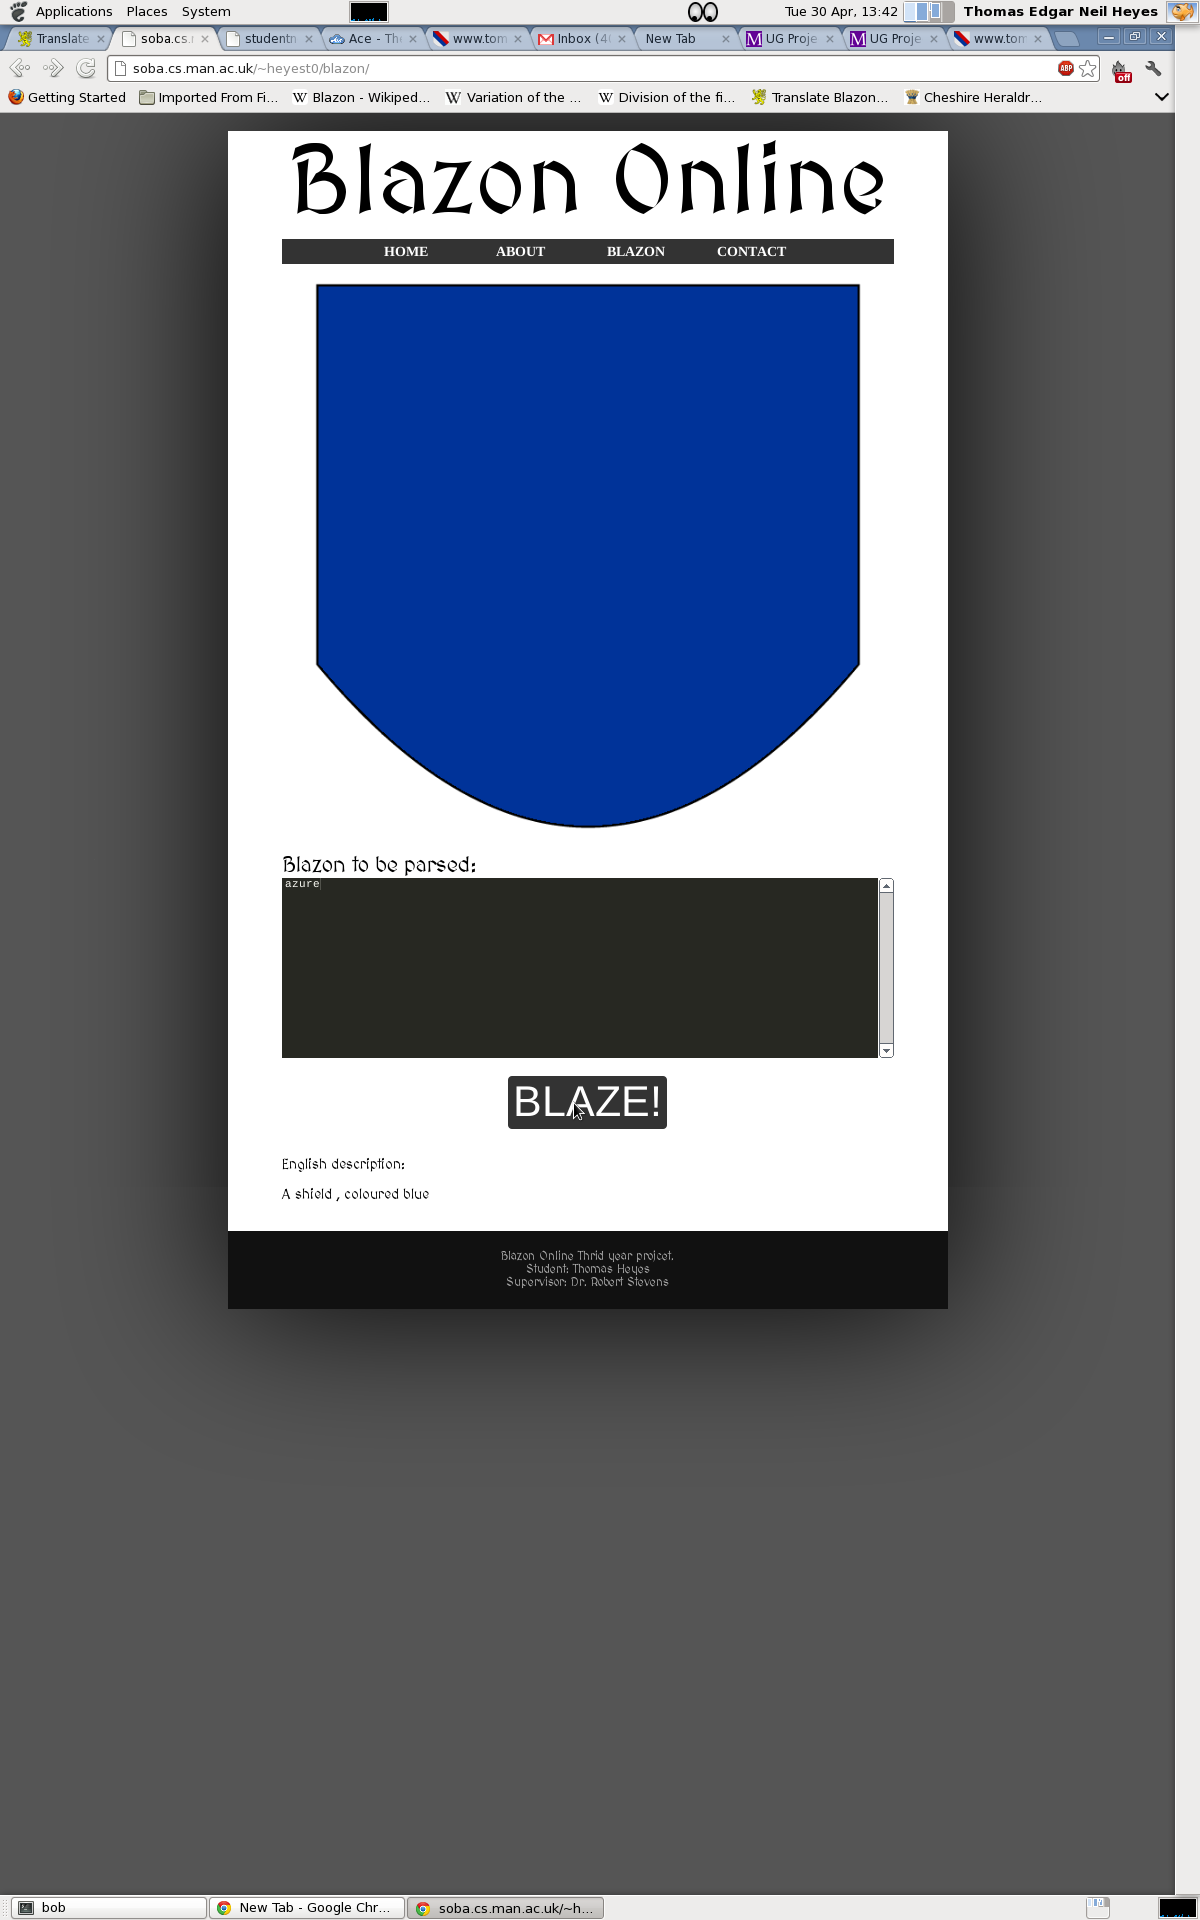 Applications Places System Tue 30 Apr, 13:42 Thomas Edgar Neil Heyes
Translate soba.cs. studentn Ace - The www.tom Inbox (4 New Tab UG Proje UG Proje www.tom
soba.cs.man.ac.uk/~heyest0/blazon/ ABP off
Getting Started Imported From Fi... Blazon - Wikiped... Variation of the ... Division of the fi... Translate Blazon... Cheshire Heraldr...
Blazon Online
HOME ABOUT BLAZON CONTACT
Blazon to be parsed:
azure
BLAZE!
English description:
A shield , coloured blue
Blazon Online Thrid year projcet.
Student: Thomas Heyes
Supervisor: Dr. Robert Stevens
bob New Tab - Google Chr... soba.cs.man.ac.uk/~h...